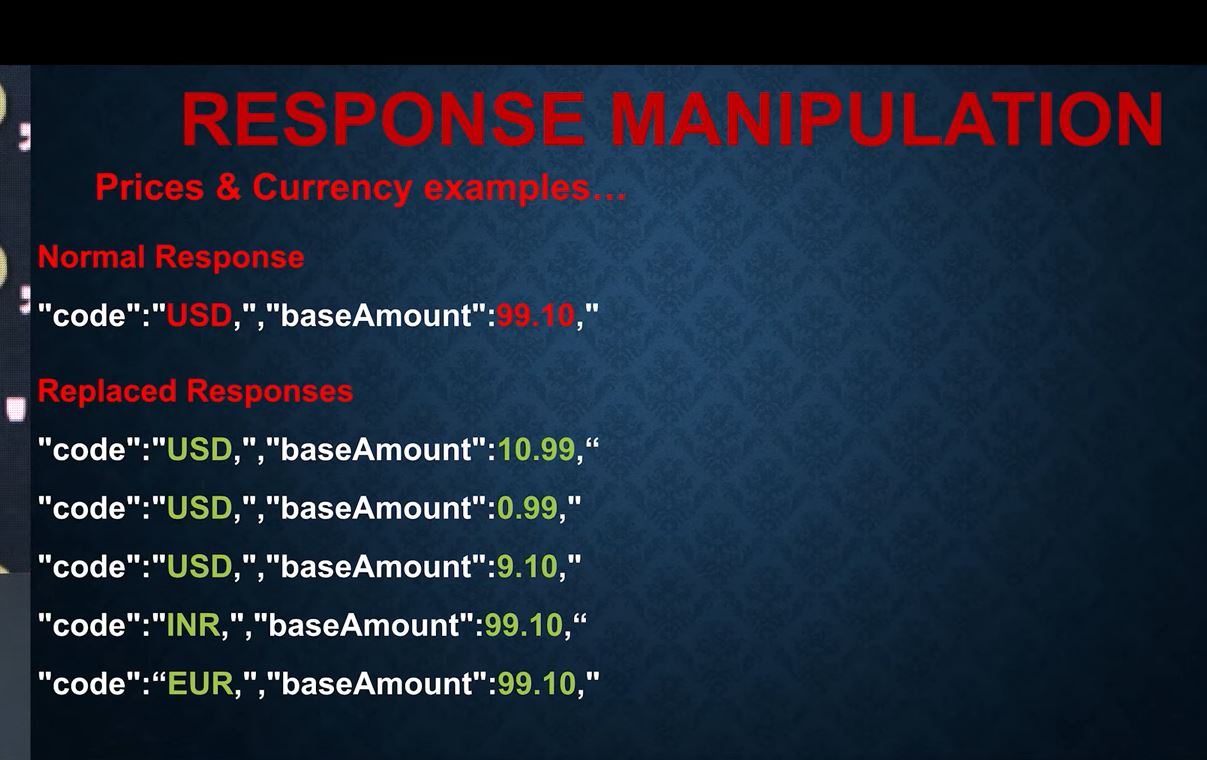 RESPONSE MANIPULATION
Prices & Currency examples…
Normal Response
"code":"USD,","baseAmount":99.10,"
Replaced Responses
"code":"USD,","baseAmount":10.99,“
"code":"USD,","baseAmount":0.99,"
"code":"USD,","baseAmount":9.10,"
"code":"INR,","baseAmount":99.10,“
"code":“EUR,","baseAmount":99.10,"